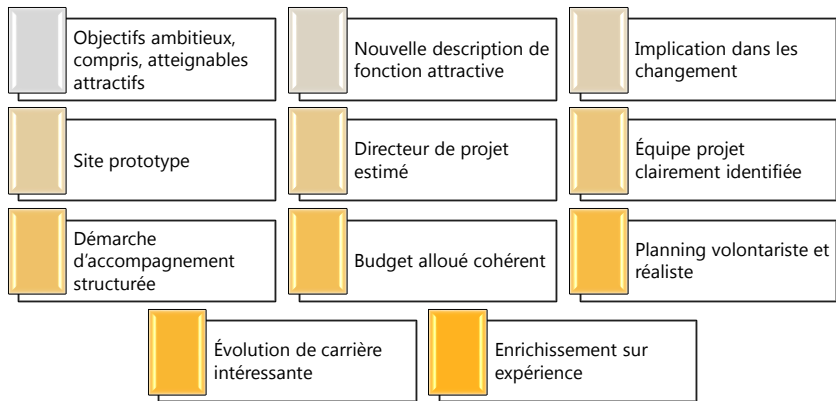 Objectifs ambitieux,
compris, atteignables
attractifs
Nouvelle description de
fonction attractive
Implication dans les
changement
Site prototype
Directeur de projet
estimé
Équipe projet
clairement identifiée
Démarche
d'accompagnement
structurée
Budget alloué cohérent
Planning volontariste et
réaliste
Évolution de carrière
intéressante
Enrichissement sur
expérience